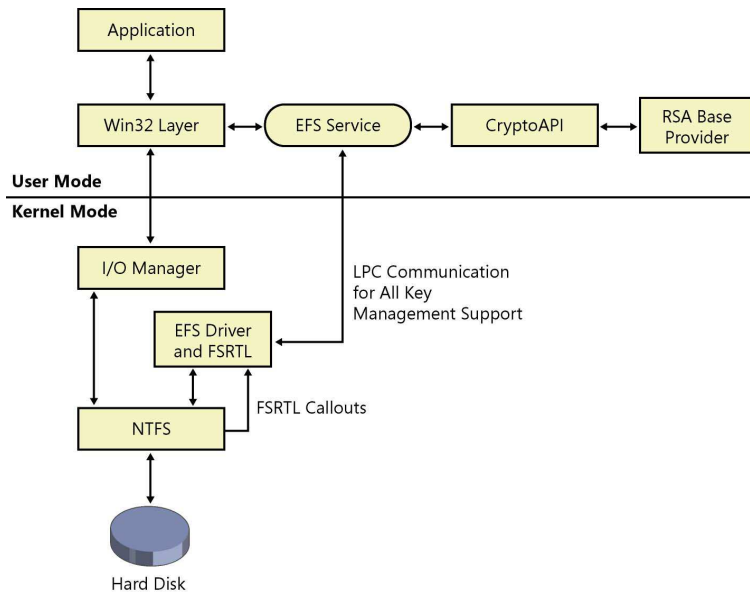 Application
Win32 Layer
EFS Service
CryptoAPI
RSA Base
Provider
User Mode
Kernel Mode
I/O Manager
LPC Communication
for All Key
Management Support
EFS Driver
and FSRTL
FSRTL Callouts
NTFS
Hard Disk